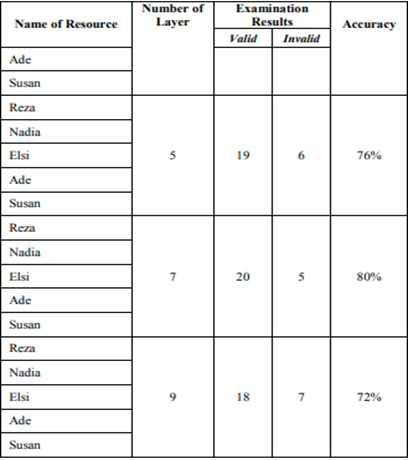 Name of Resource Number of Layer Examination Results Accuracy
Valid Invalid
Ade
Susan
Reza
Nadia
Elsi 5 19 6 76%
Ade
Susan
Reza
Nadia
Elsi 7 20 5 80%
Ade
Susan
Reza
Nadia
Elsi 9 18 7 72%
Ade
Susan